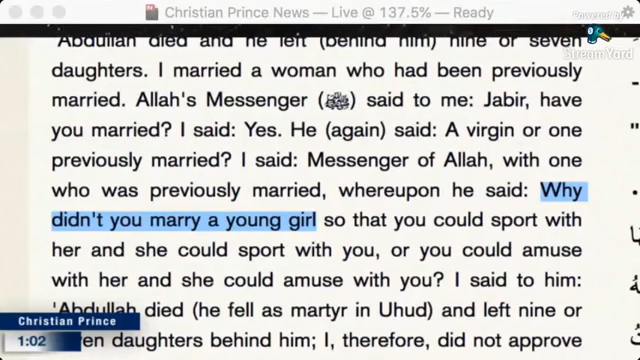 Christian Prince News — Live @ 137.5% — Ready
Powered by
StreamYard
'Abdullah died and he left (behind him) nine or seven
daughters. I married a woman who had been previously
married. Allah's Messenger (ﷺ) said to me: Jabir, have
you married? I said: Yes. He (again) said: A virgin or one
previously married? I said: Messenger of Allah, with one
who was previously married, whereupon he said: Why
didn't you marry a young girl so that you could sport with
her and she could sport with you, or you could amuse
with her and she could amuse with you? I said to him:
'Abdullah died (he fell as martyr in Uhud) and left nine or
daughters behind him; I, therefore, did not approve
Christian Prince
1:02